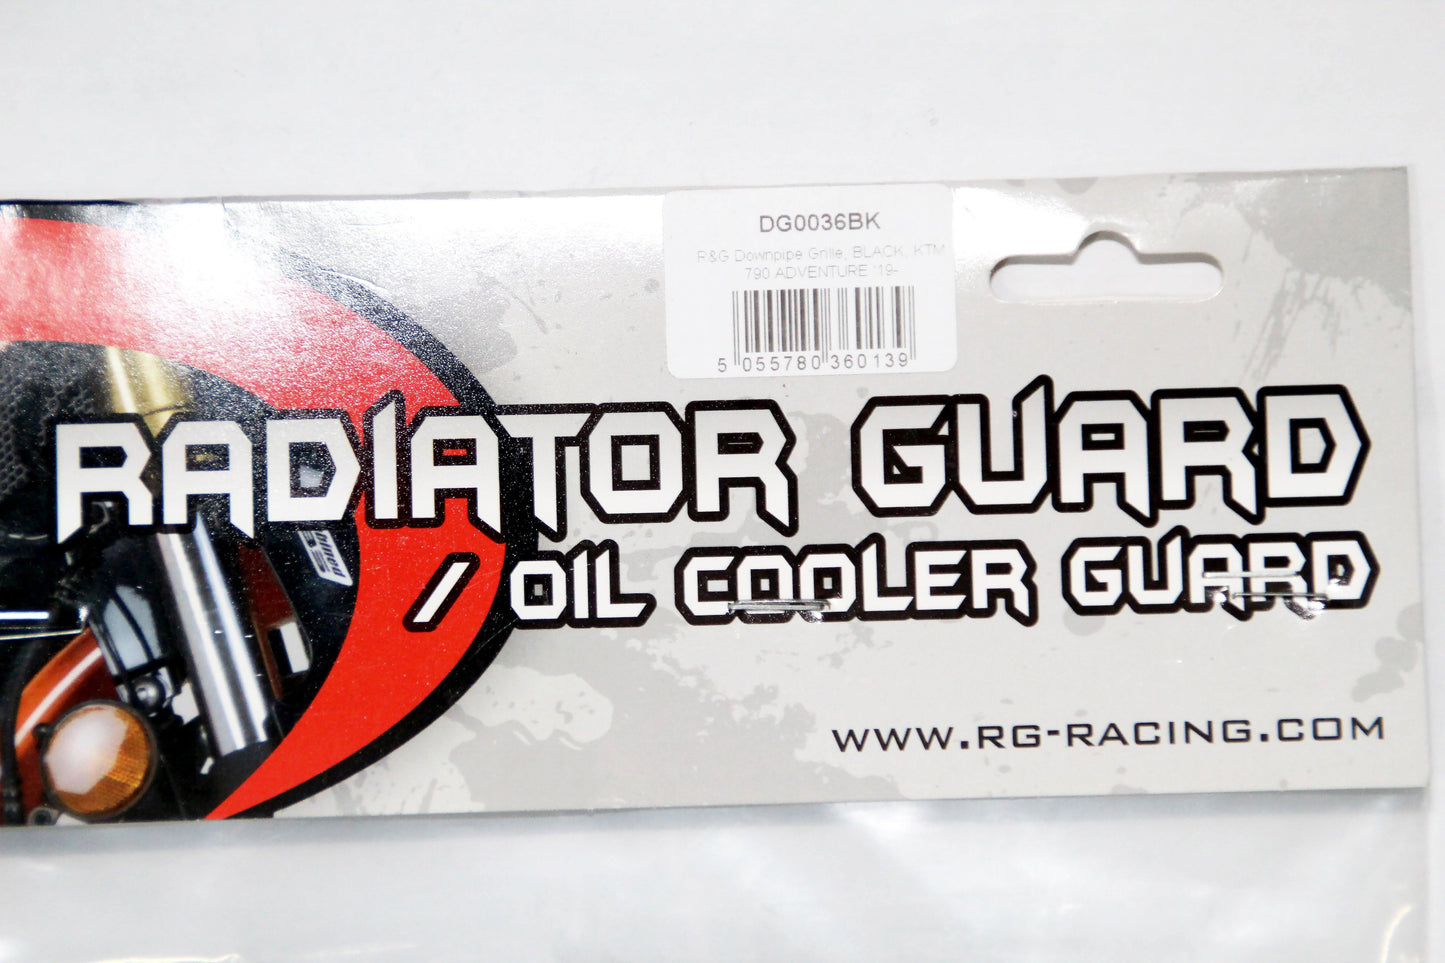 DG0036BK
R&G Downpipe Grille, BLACK, KTM
790 ADVENTURE '19-
5 055780 360139
RADIATOR GUARD
/ OIL COOLER GUARD
WWW.RG-RACING.COM